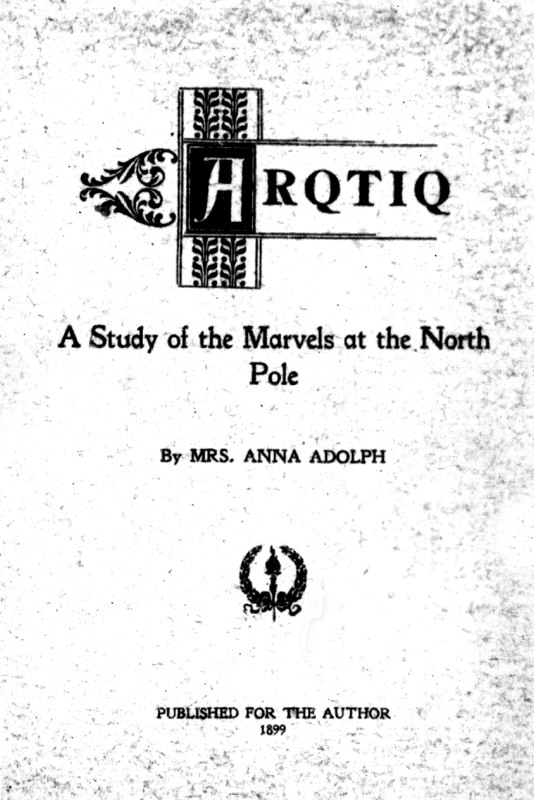 ARQTIQ
A Study of the Marvels at the North
Pole
By MRS. ANNA ADOLPH
PUBLISHED FOR THE AUTHOR
1899